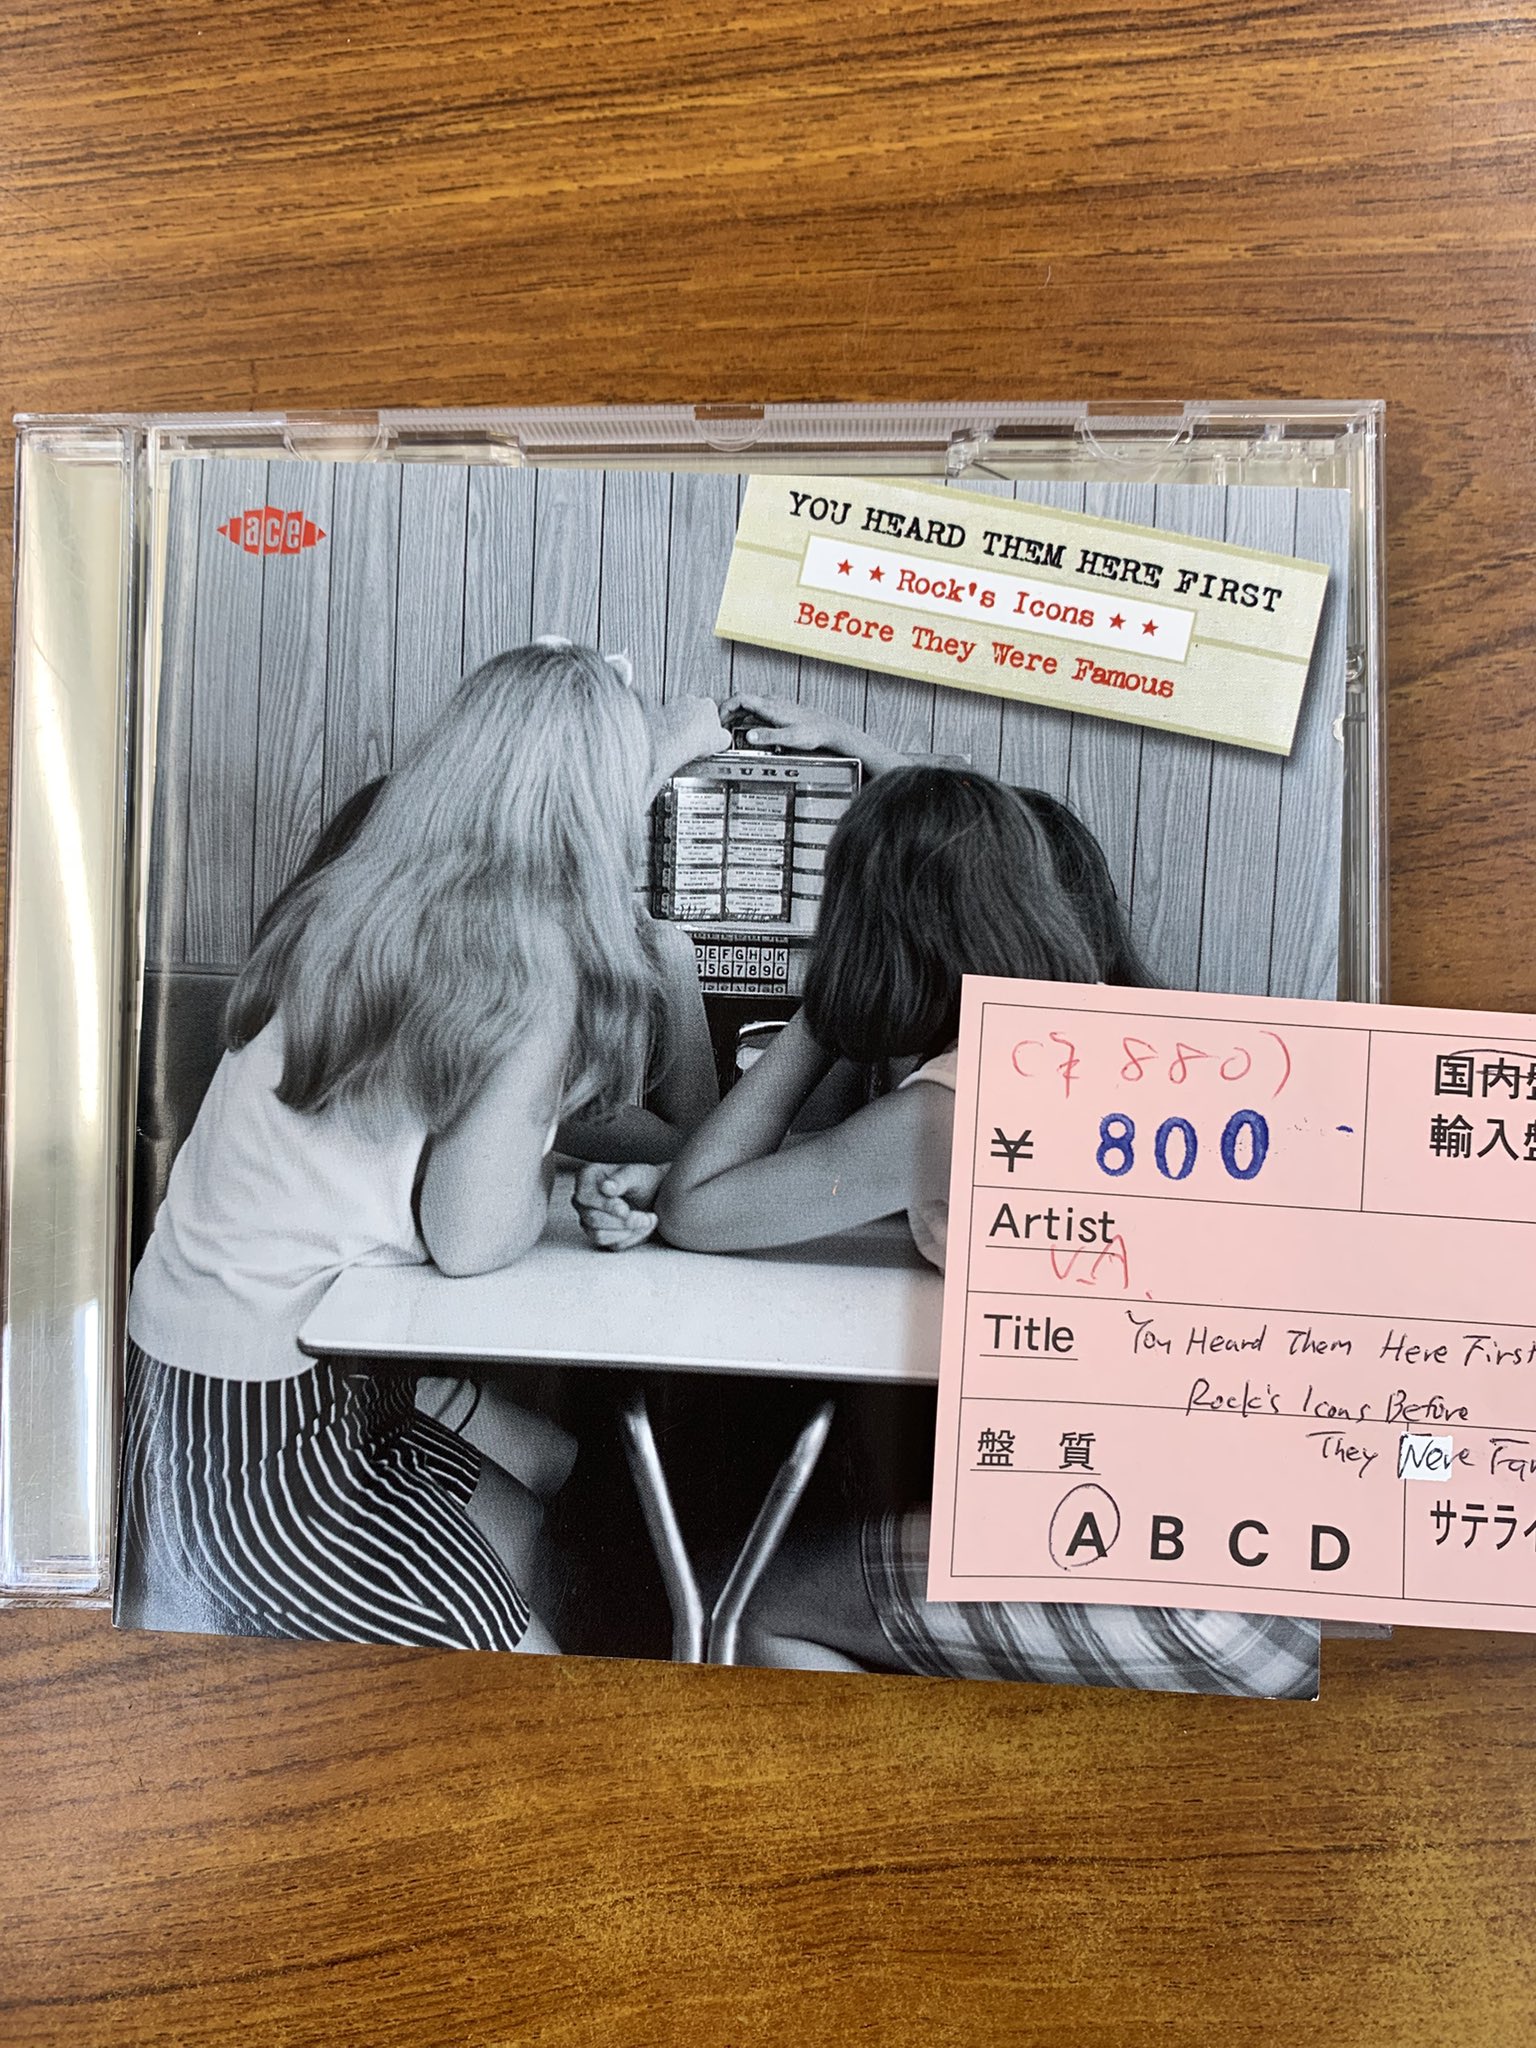 ace
YOU HEARD THEM HERE FIRST
★ ★ Rock's Icons ★ ★
Before They Were Famous
BURG
DEFGHJK
4567890
(〒880)
¥ 800 -
国内盤
輸入盤
Artist
V.A.
Title You Heard Them Here First
Rock's Icons Before
They Were Fam
盤 質
A B C D
サテライ